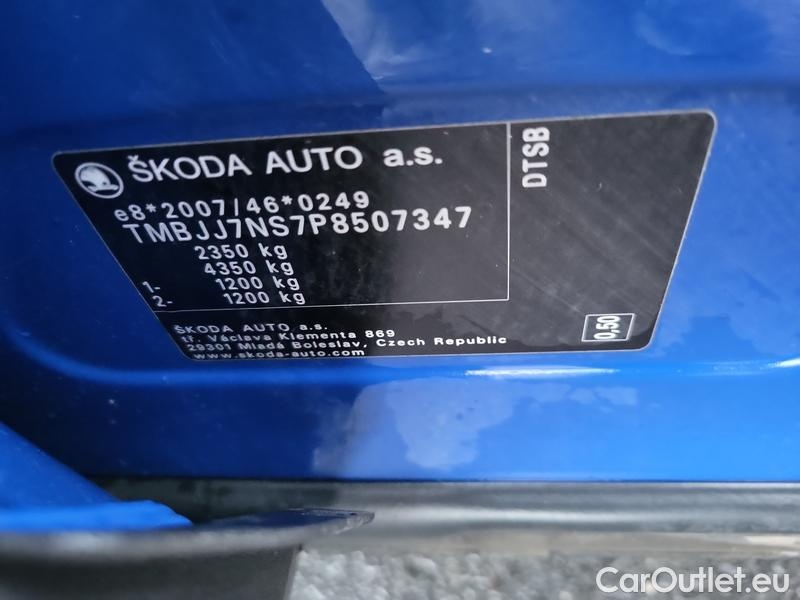 ŠKODA AUTO a.s.
e8*2007/46*0249
TMBJJ7NS7P8507347
2350 kg
4350 kg
1- 1200 kg
2- 1200 kg
ŠKODA AUTO a.s.
tř. Václava Klementa 869
29301 Mladá Boleslav, Czech Republic
www.skoda-auto.com
DTSB
0,50
CarOutlet.eu